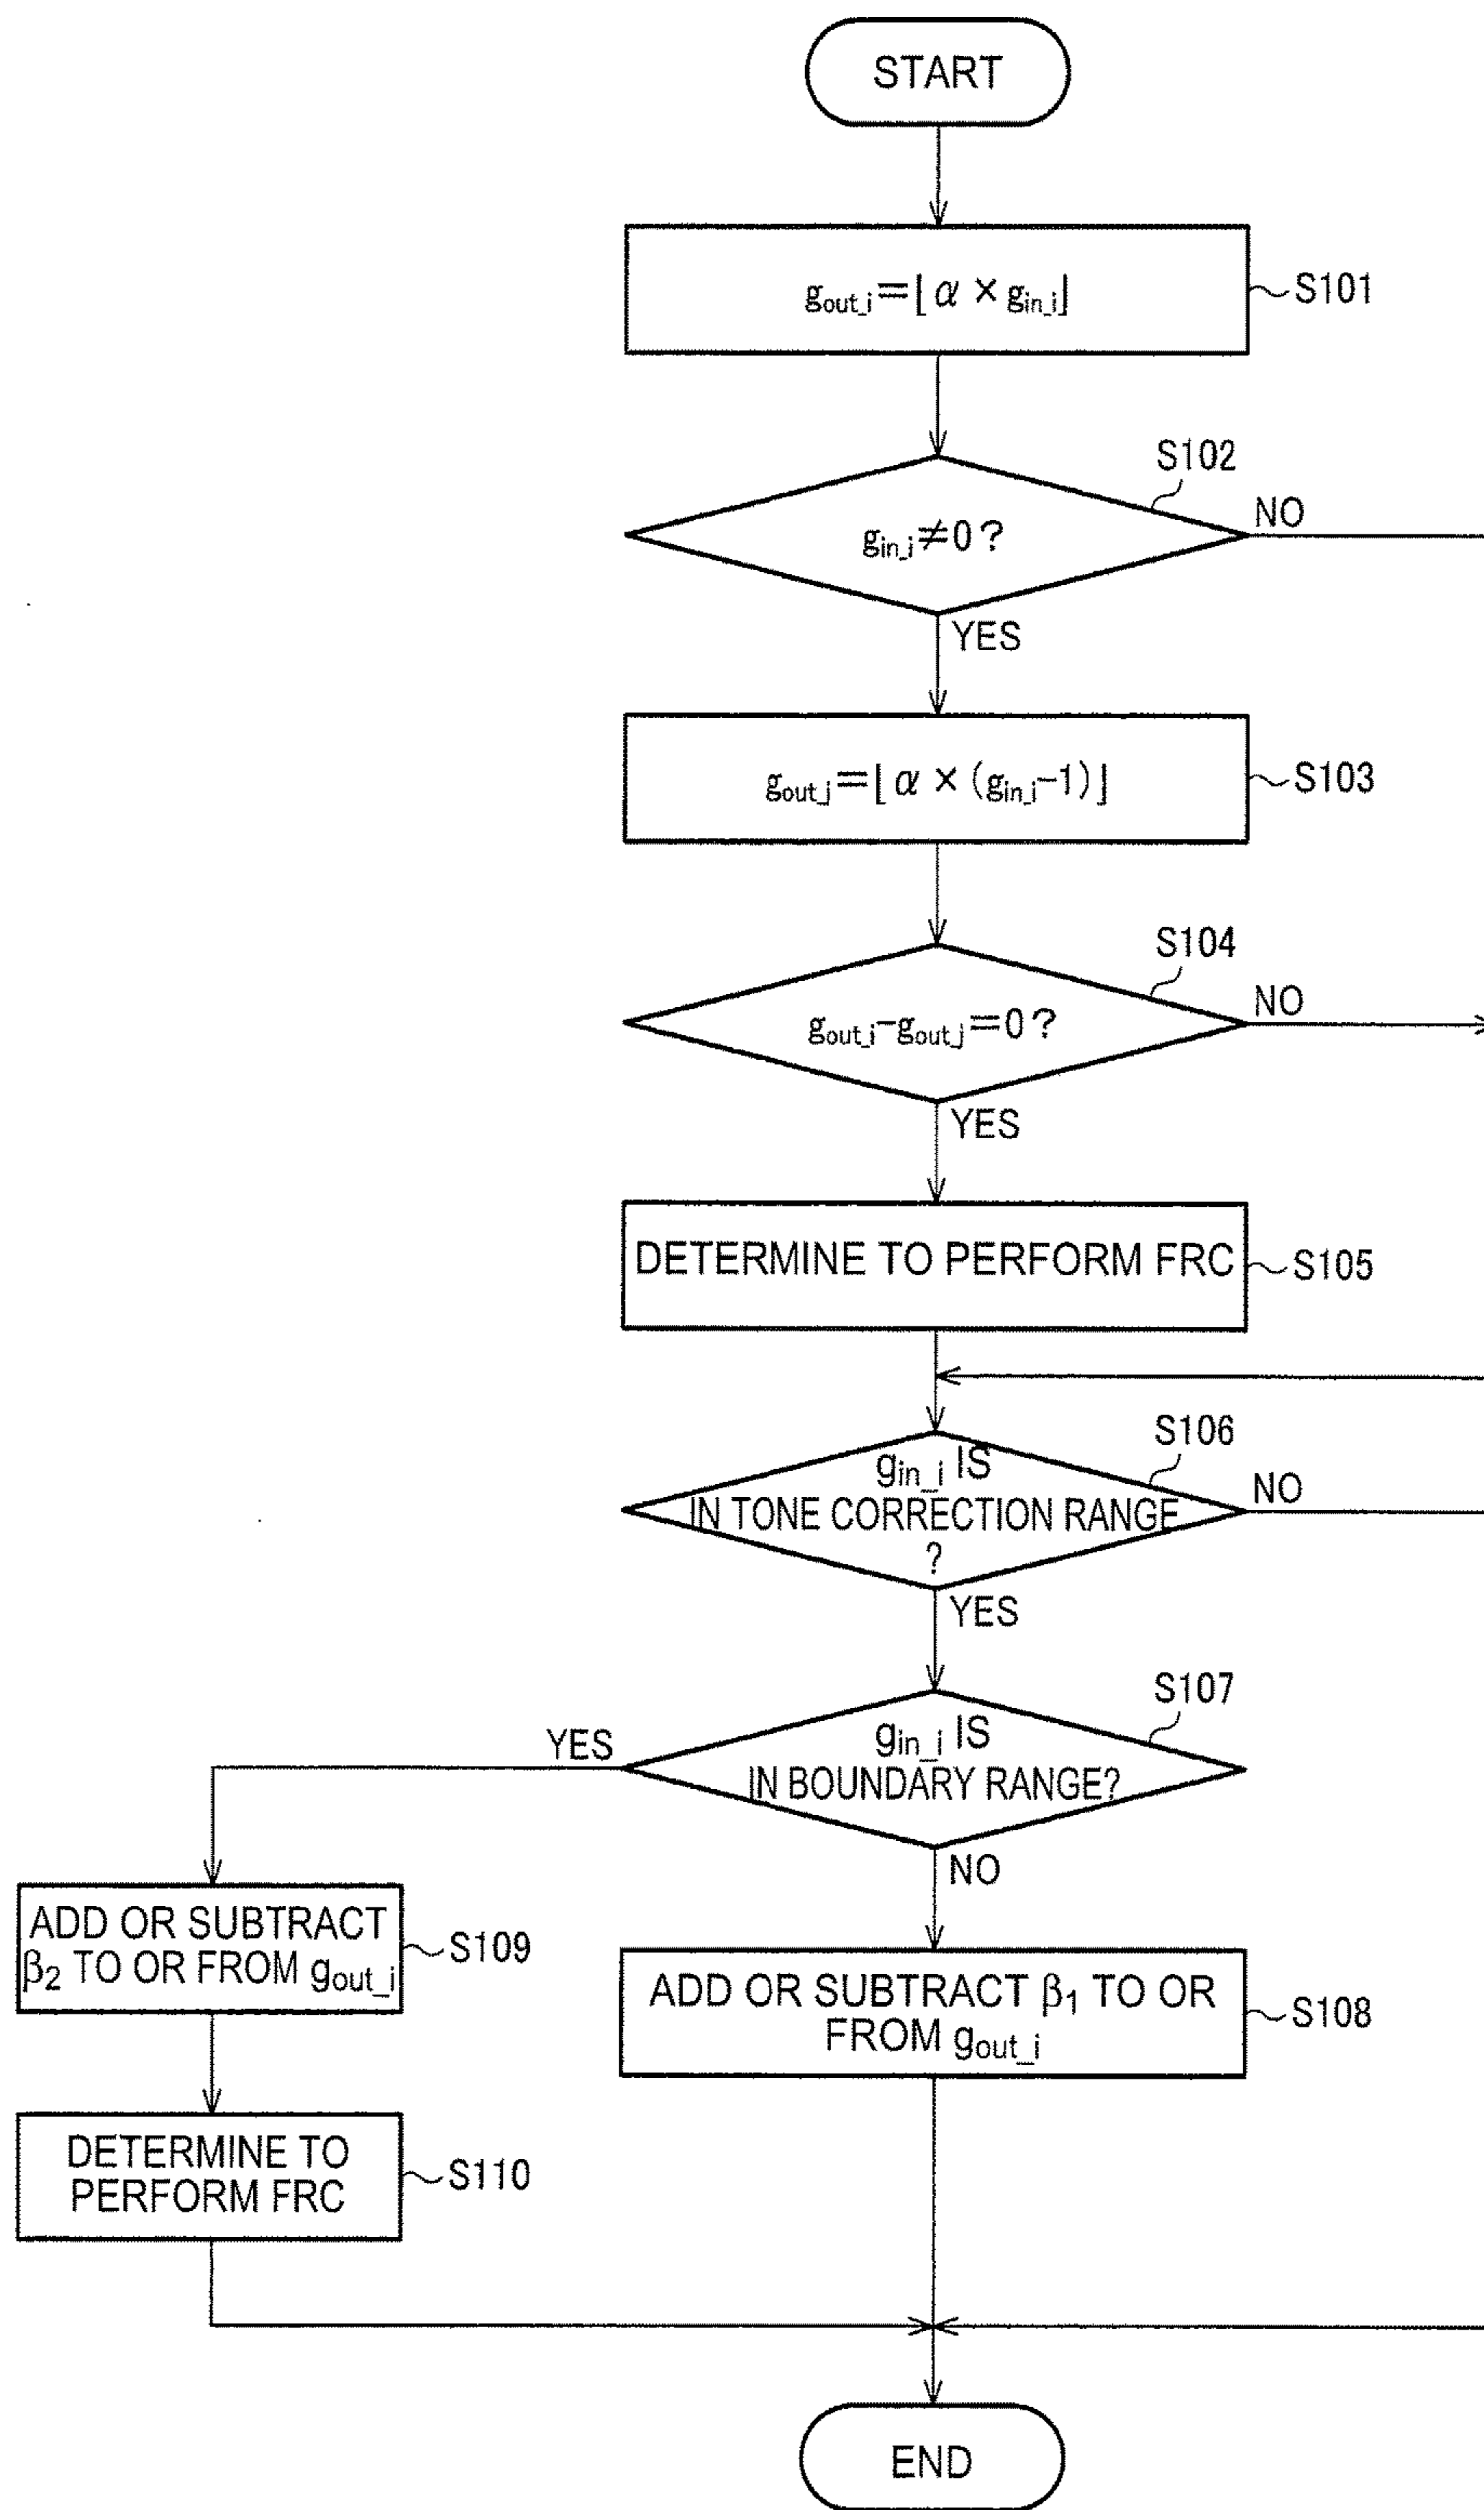 START
g_out_i=⌊α×g_in_i⌋
S101
S102
g_in_i≠0?
NO
YES
g_out_j=⌊α×(g_in_i-1)⌋
S103
S104
g_out_i-g_out_j=0?
NO
YES
DETERMINE TO PERFORM FRC
S105
S106
g_in_i IS
IN TONE CORRECTION RANGE
?
NO
YES
S107
g_in_i IS
IN BOUNDARY RANGE?
YES
NO
ADD OR SUBTRACT
β₂ TO OR FROM g_out_i
S109
ADD OR SUBTRACT β₁ TO OR
FROM g_out_i
S108
DETERMINE TO
PERFORM FRC
S110
END